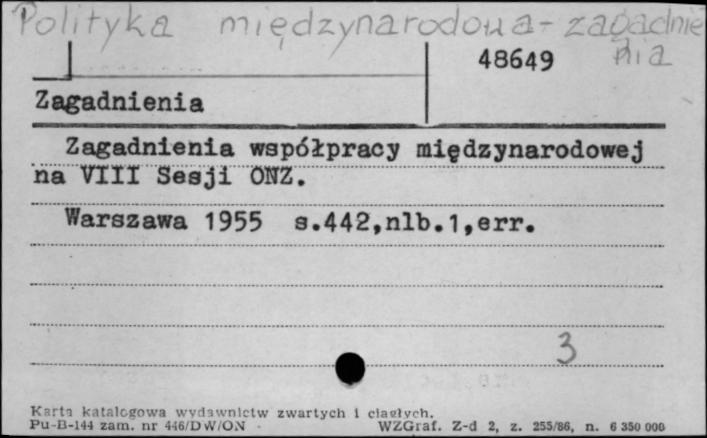 Polityka międzynarodowa - zagadnie
nia
48649
Zagadnienia
Zagadnienia współpracy międzynarodowej
na VIII Sesji ONZ.
Warszawa 1955 s.442,nlb.1,err.
3
Karta katalogowa wydawnictw zwartych i ciągłych.
Pu-B-144 zam. nr 446/DW/ON - WZGraf. Z-d 2, z. 255/86, n. 6 350 000